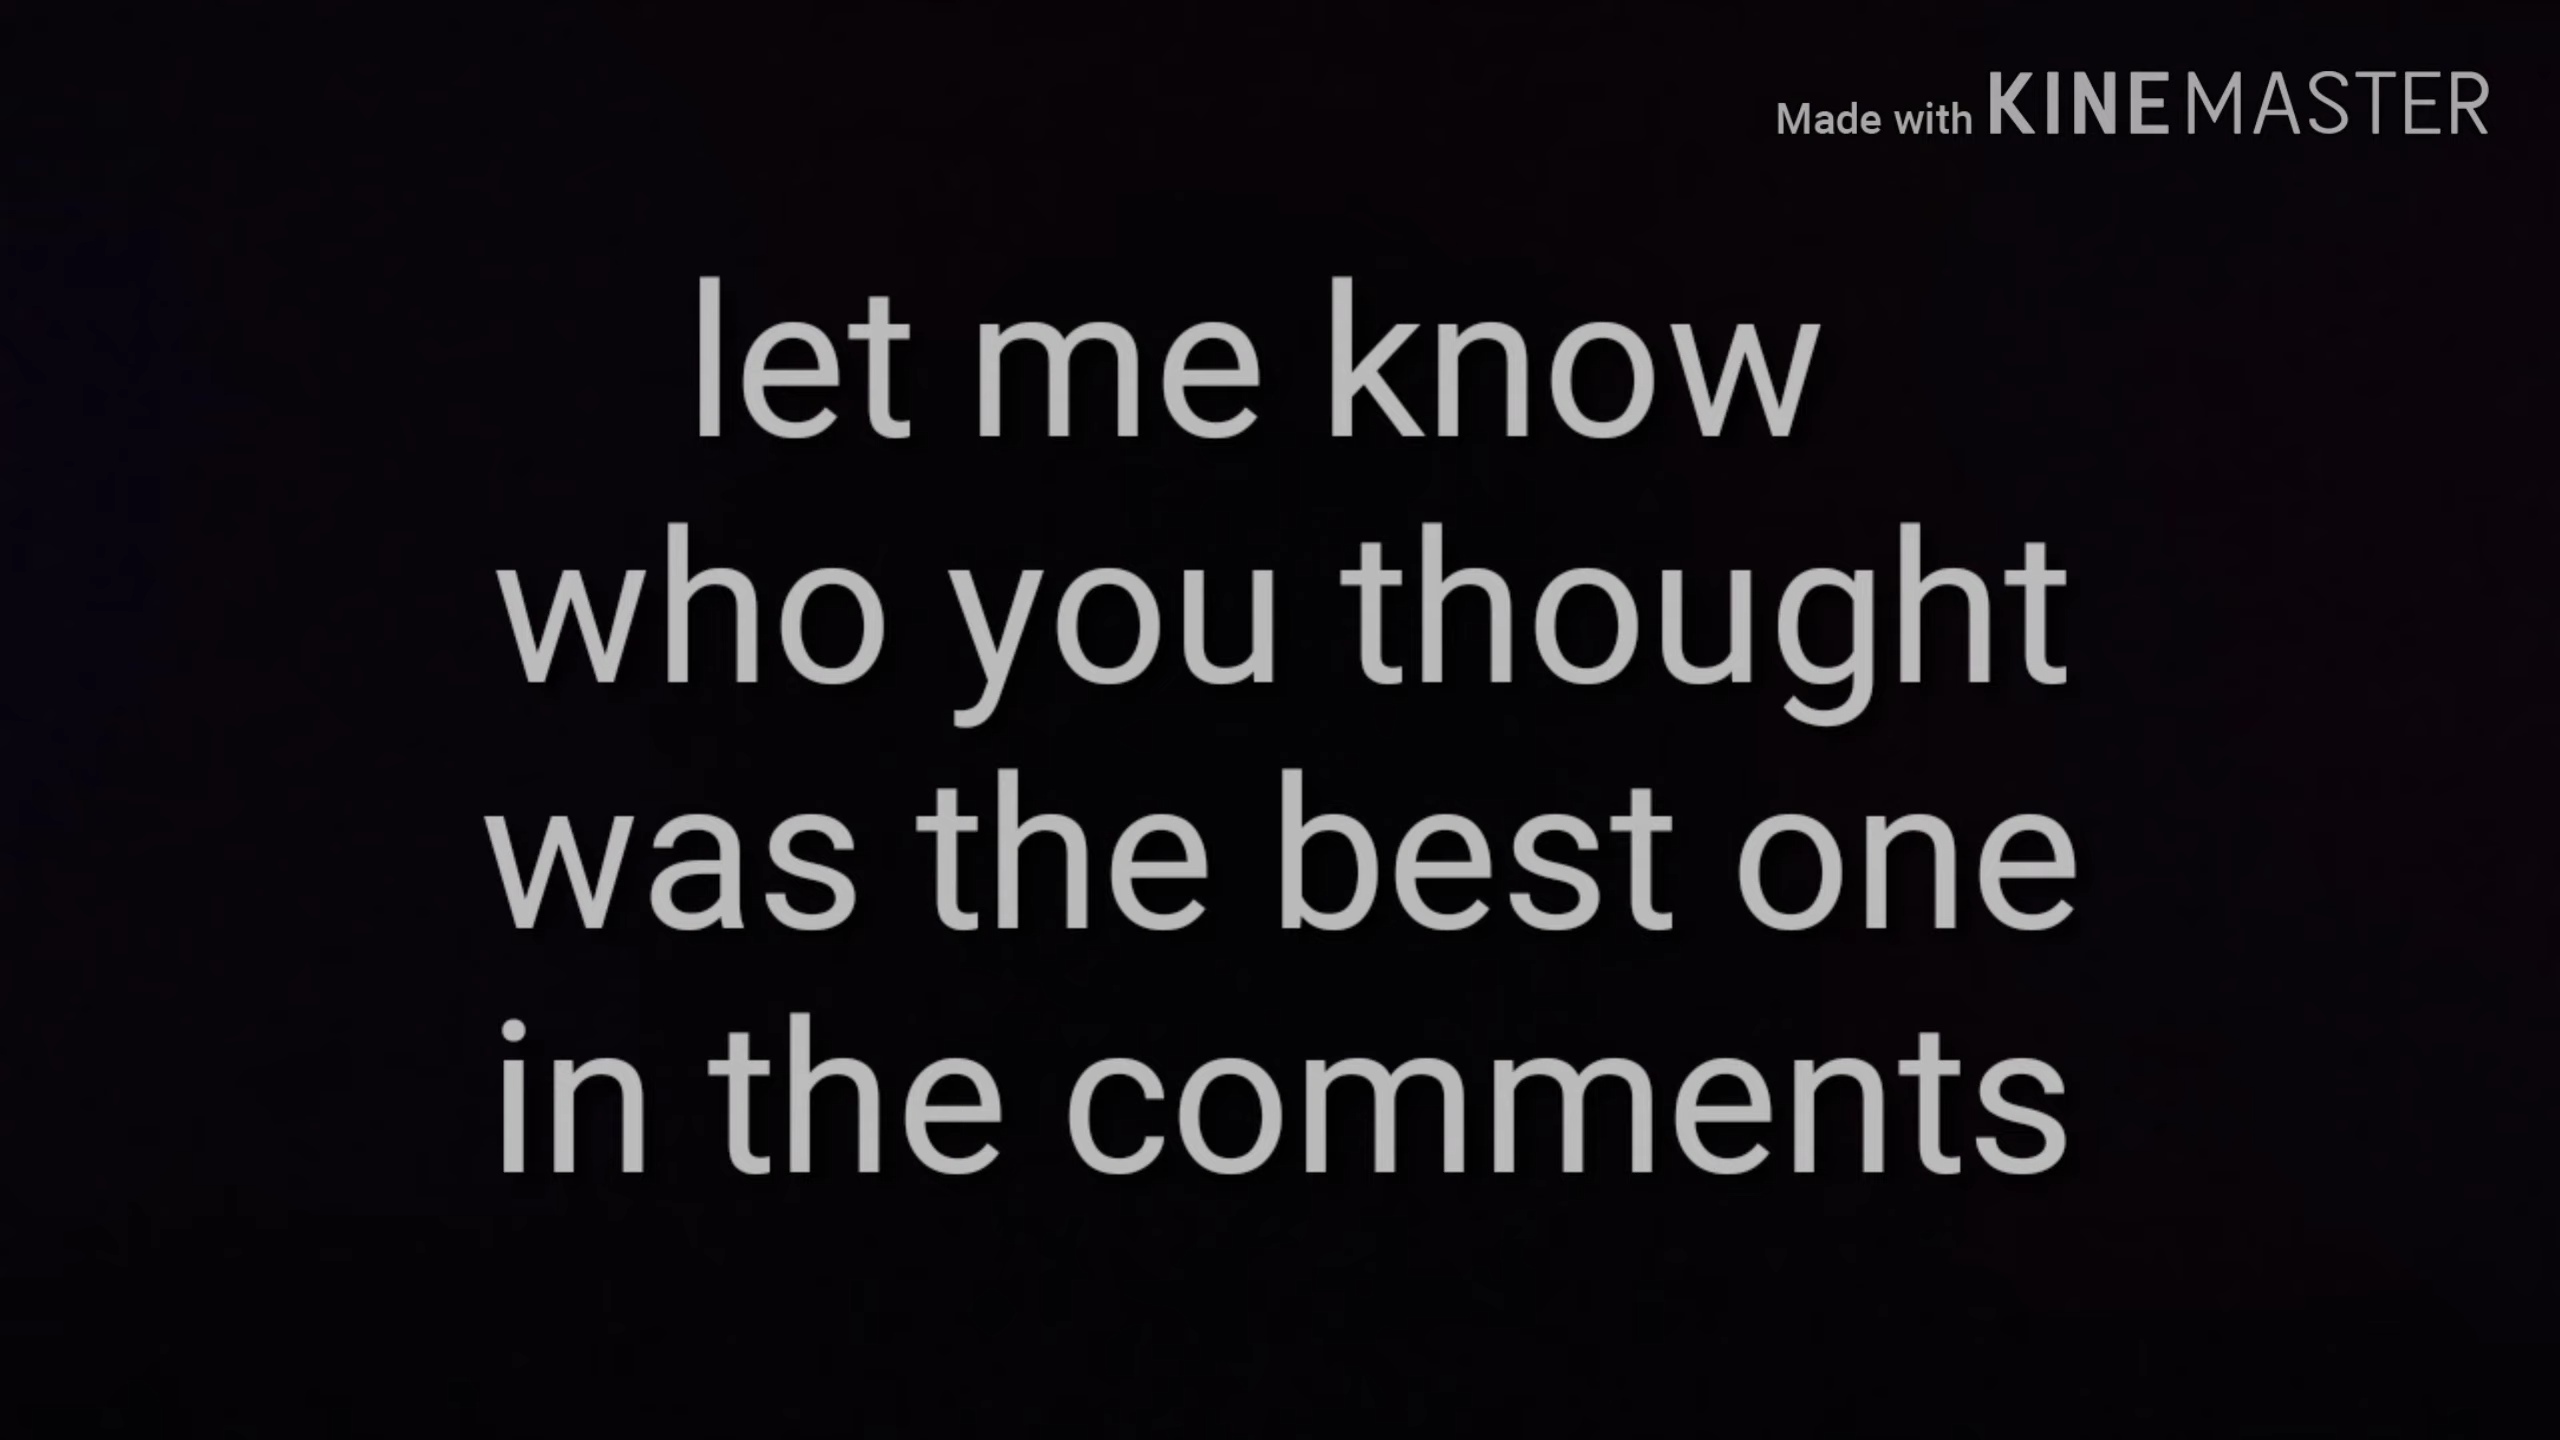 Made with KINEMASTER
let me know
who you thought
was the best one
in the comments